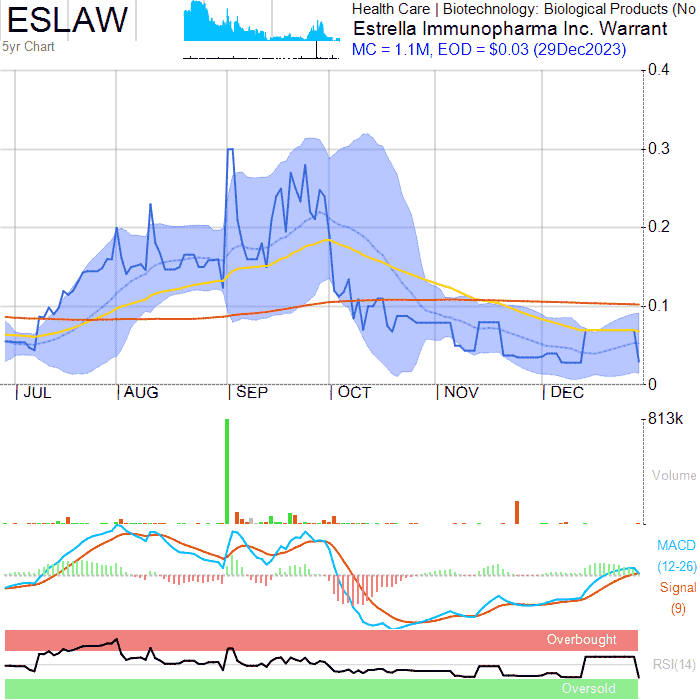 ESLAW
5yr Chart
Health Care | Biotechnology: Biological Products (No
Estrella Immunopharma Inc. Warrant
MC = 1.1M, EOD = $0.03 (29Dec2023)
0.4
0.3
0.2
0.1
0
JUL AUG SEP OCT NOV DEC
813k
Volume
MACD
(12-26)
Signal
(9)
Overbought
RSI(14)
Oversold